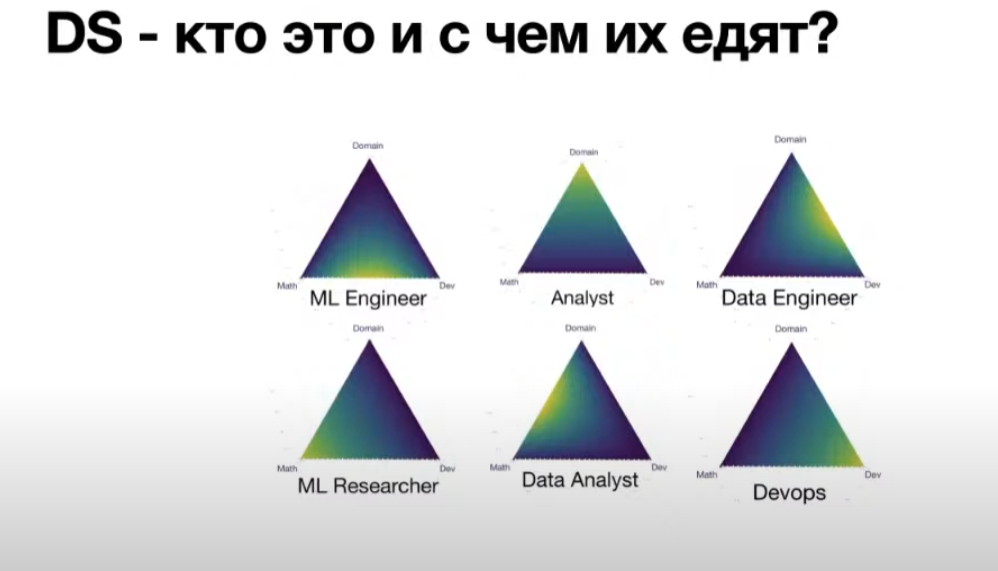 DS - кто это и с чем их едят?
Domain
Domain
Domain
Math
Dev
Math
Dev
Math
Dev
ML Engineer
Analyst
Data Engineer
Domain
Domain
Domain
Math
Dev
Math
Dev
Math
Dev
ML Researcher
Data Analyst
Devops